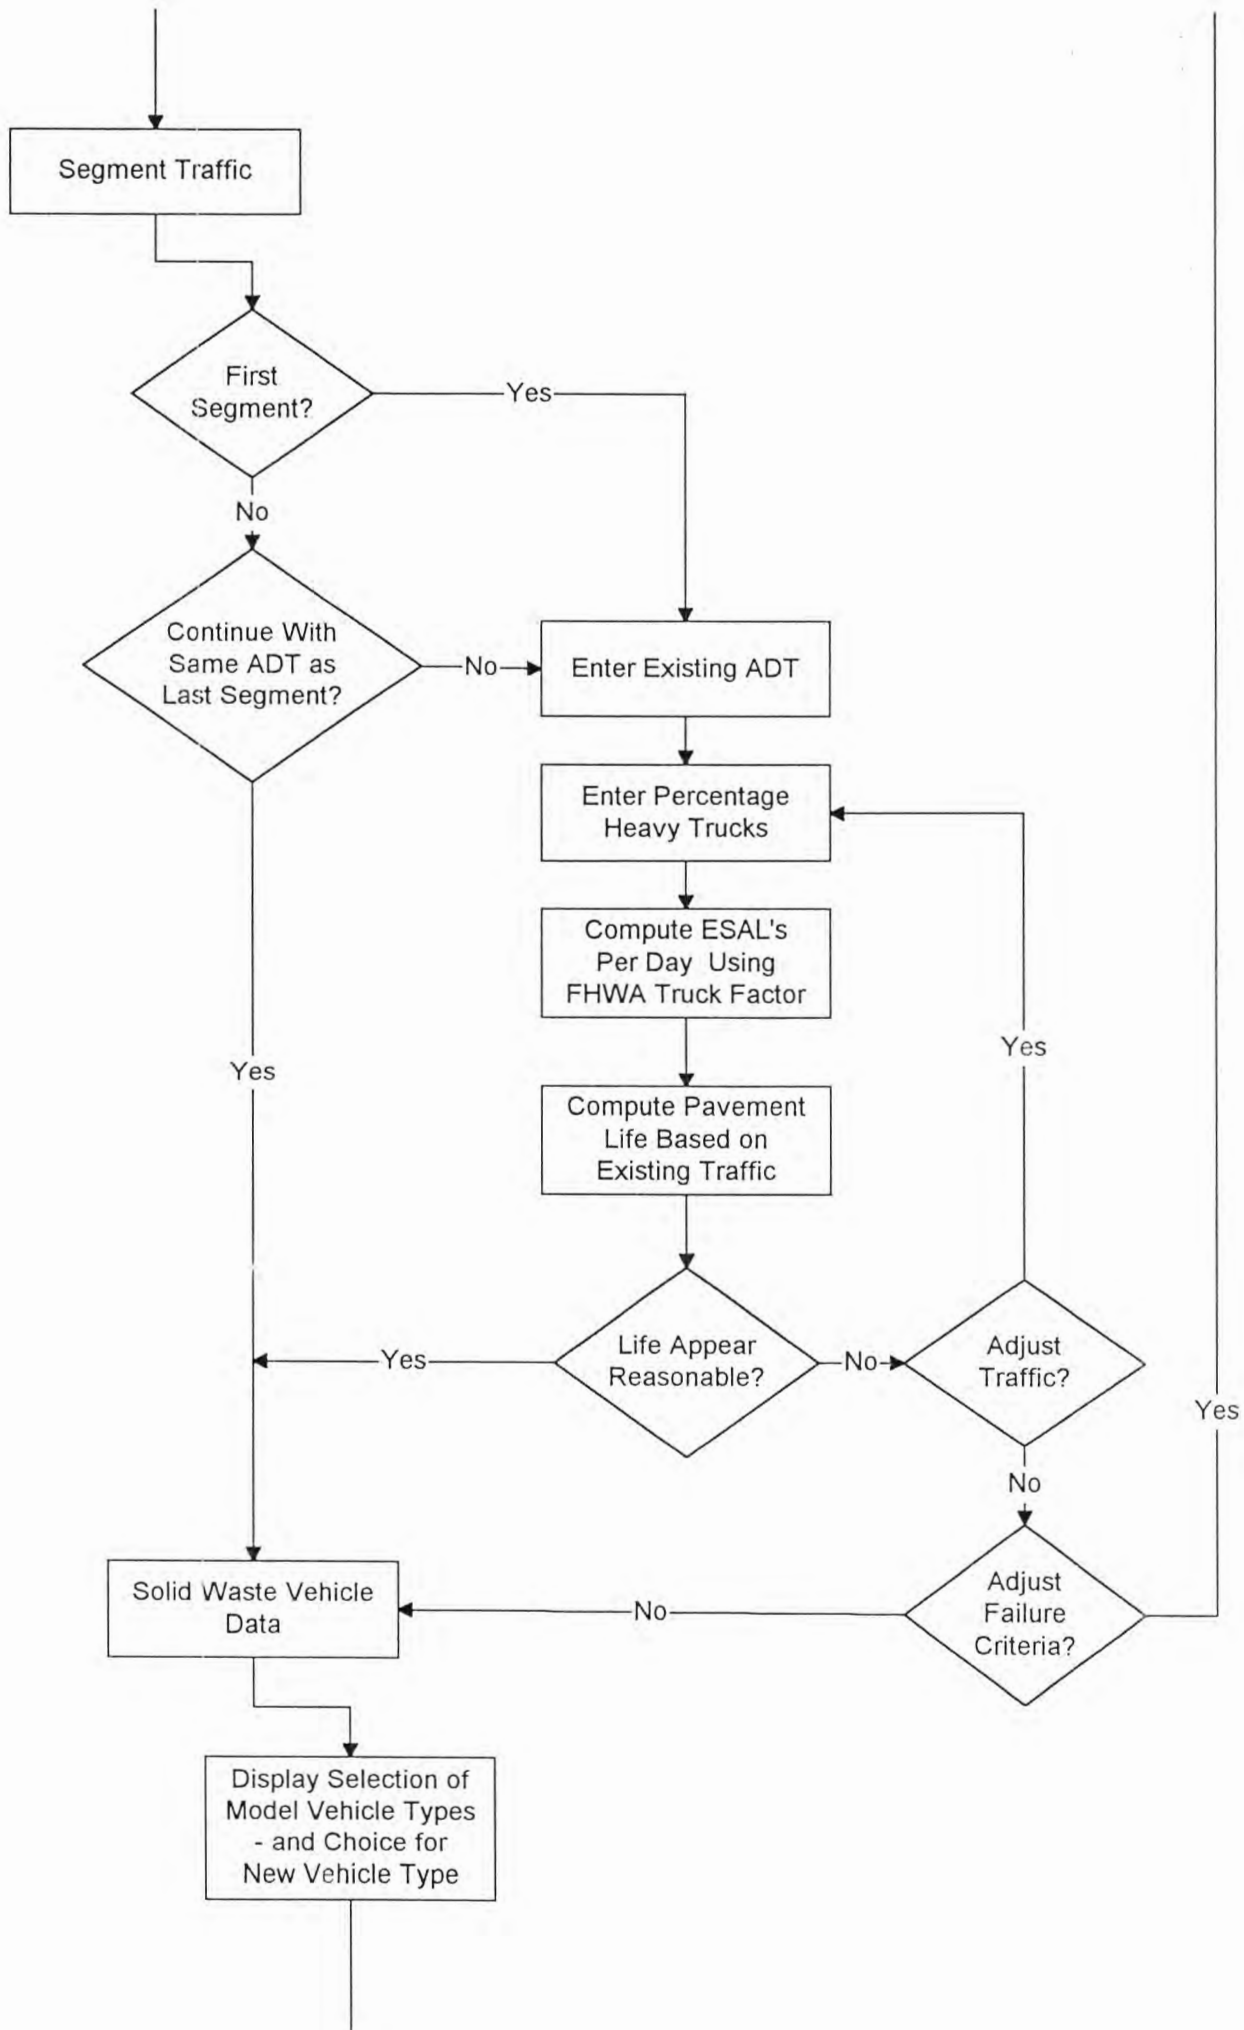 Segment Traffic
First
Segment?
Yes
No
Continue With
Same ADT as
Last Segment?
No
Enter Existing ADT
Enter Percentage
Heavy Trucks
Compute ESAL's
Per Day Using
FHWA Truck Factor
Yes
Yes
Compute Pavement
Life Based on
Existing Traffic
Life Appear
Reasonable?
Yes
No
Adjust
Traffic?
Yes
No
Adjust
Failure
Criteria?
No
Solid Waste Vehicle
Data
Display Selection of
Model Vehicle Types
- and Choice for
New Vehicle Type